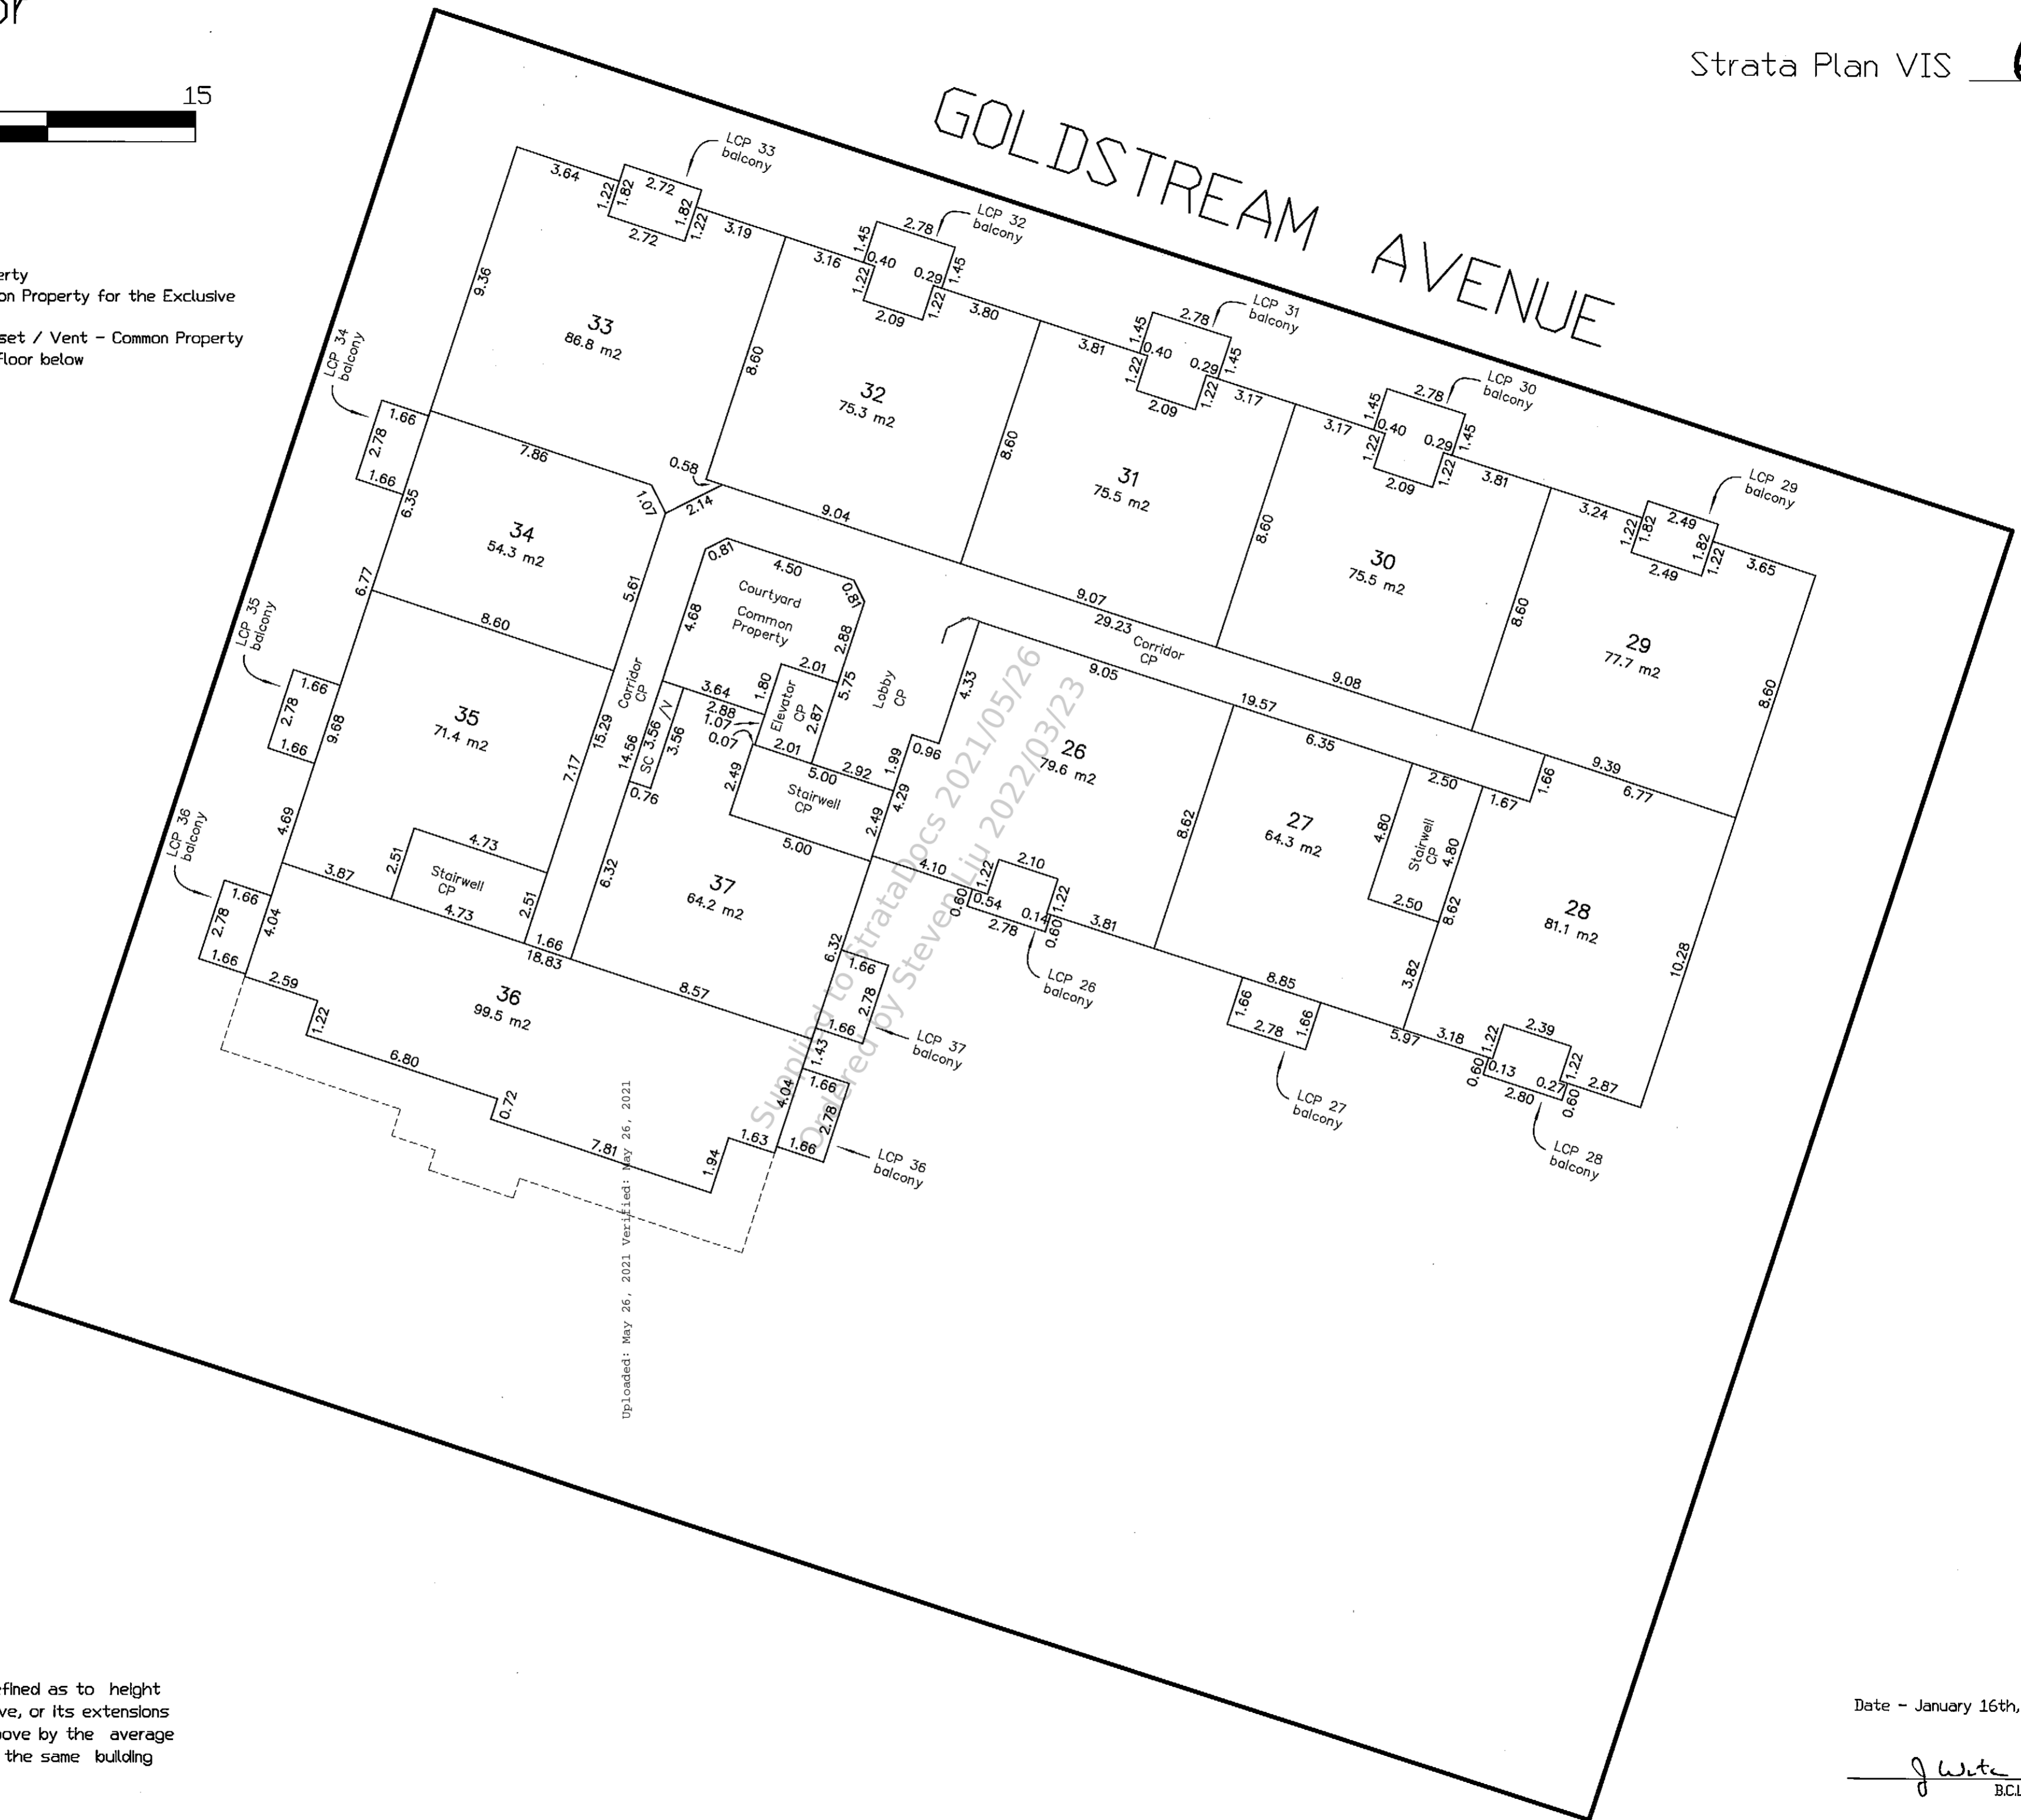 Strata Plan VIS
15
GOLDSTREAM AVENUE
erty
on Property for the Exclusive
set / Vent - Common Property
floor below
LCP 33
balcony
3.64
1.22
1.82
2.72
1.82
1.22
2.72
3.19
LCP 32
balcony
3.16
1.45
2.78
0.40
0.29
1.45
1.22
2.09
1.22
3.80
LCP 31
balcony
3.81
1.45
2.78
0.40
0.29
1.45
1.22
2.09
1.22
3.17
LCP 30
balcony
3.17
1.45
2.78
0.40
0.29
1.45
1.22
2.09
1.22
3.81
LCP 29
balcony
3.24
1.22
1.82
2.49
1.82
1.22
2.49
3.65
9.36
33
86.8 m2
8.60
32
75.3 m2
8.60
31
75.5 m2
8.60
30
75.5 m2
8.60
29
77.7 m2
8.60
LCP 34
balcony
1.66
2.78
1.66
6.35
7.86
1.07
0.58
2.14
9.04
9.07
29.23
Corridor
CP
9.08
9.39
6.77
34
54.3 m2
5.61
6.77
8.60
0.81
4.50
0.81
Courtyard
Common
Property
4.68
2.88
2.01
1.80
5.75
Elevator
CP
2.87
Lobby
CP
3.64
2.88
1.07
0.07
2.01
5.00
2.92
1.99
0.96
4.33
9.05
19.57
6.35
2.50
1.67
1.66
LCP 35
balcony
1.66
2.78
1.66
9.68
35
71.4 m2
15.29
7.17
Corridor
CP
14.56
SC 3.56 /V
3.56
0.76
2.49
Stairwell
CP
5.00
2.49
4.29
26
79.6 m2
8.62
27
64.3 m2
4.80
Stairwell
CP
4.80
2.50
8.62
3.82
28
81.1 m2
10.28
4.69
LCP 36
balcony
1.66
2.78
1.66
4.04
3.87
2.51
4.73
Stairwell
CP
4.73
2.51
1.66
18.83
6.32
37
64.2 m2
8.57
6.32
4.10
1.22
2.10
1.22
0.60
0.54
0.14
2.78
0.60
3.81
LCP 26
balcony
8.85
1.66
2.78
1.66
LCP 27
balcony
5.97
3.18
1.22
2.39
1.22
0.60
0.13
0.27
2.80
0.60
2.87
LCP 28
balcony
1.66
2.78
1.66
LCP 37
balcony
1.43
1.66
4.04
2.78
1.66
LCP 36
balcony
2.59
1.22
36
99.5 m2
6.80
0.72
7.81
1.94
1.63
Supplied to StrataDocs 2021/05/26
Ordered by Steven Liu 2022/03/23
Uploaded: May 26, 2021 Verified: May 26, 2021
efined as to height
ve, or its extensions
ove by the average
the same building
Date - January 16th,
B.C.L